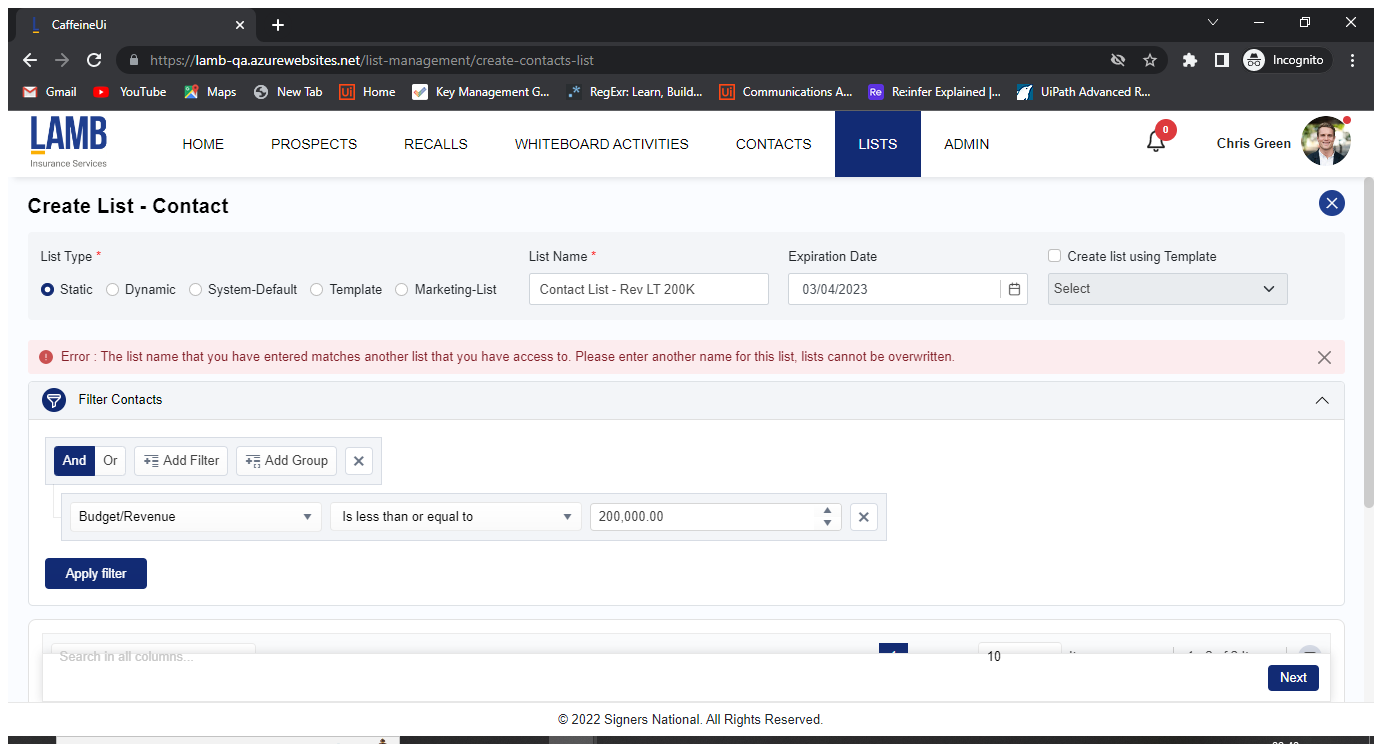 CaffeineUi
https://lamb-qa.azurewebsites.net/list-management/create-contacts-list
Incognito
Gmail YouTube Maps New Tab Home Key Management G... RegExr: Learn, Build... Communications A... Reinfer Explained |... UiPath Advanced R...
LAMB
Insurance Services
HOME PROSPECTS RECALLS WHITEBOARD ACTIVITIES CONTACTS LISTS ADMIN 0 Chris Green
Create List - Contact
List Type * List Name * Expiration Date Create list using Template
Static Dynamic System-Default Template Marketing-List Contact List - Rev LT 200K 03/04/2023 Select
Error : The list name that you have entered matches another list that you have access to. Please enter another name for this list, lists cannot be overwritten.
Filter Contacts
And Or Add Filter Add Group
Budget/Revenue Is less than or equal to 200,000.00
Apply filter
Search in all columns... 10
Next
© 2022 Signers National. All Rights Reserved.